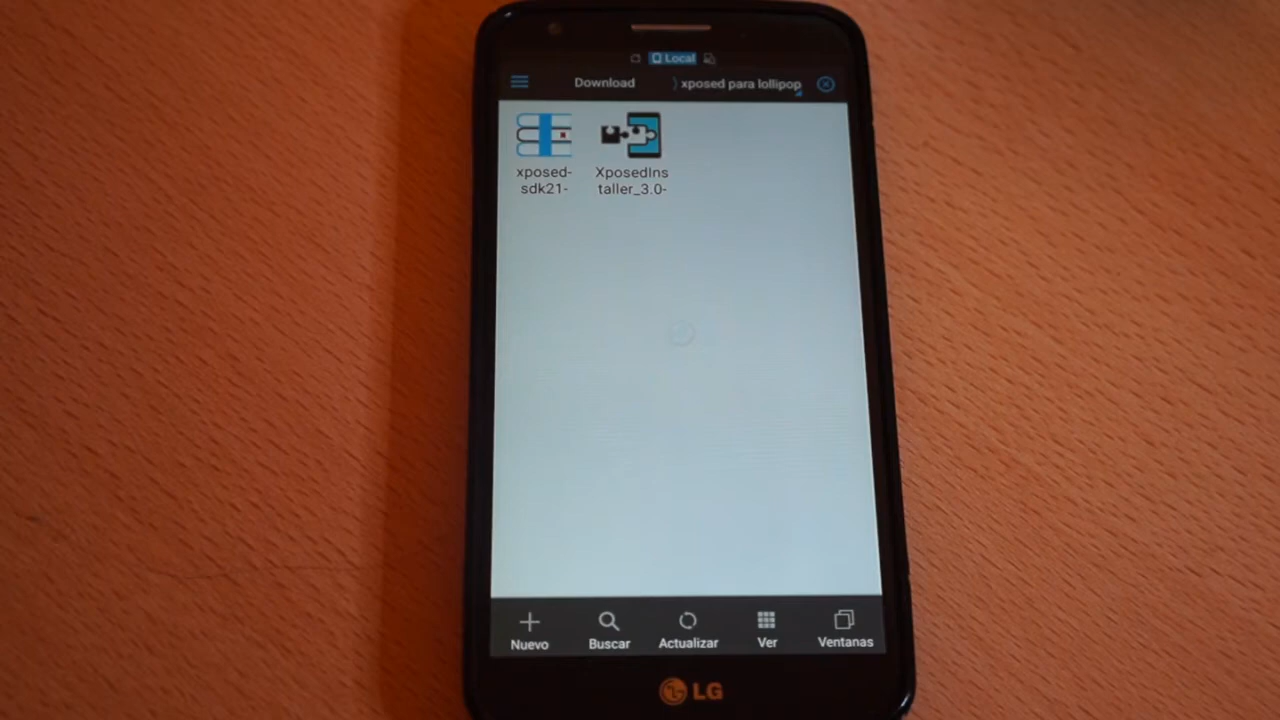 Local
Download
xposed para lollipop
xposed-
sdk21-
XposedIns
taller_3.0-
Nuevo
Buscar
Actualizar
Ver
Ventanas
LG